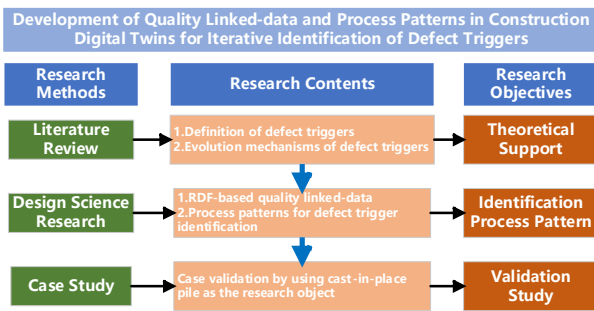 Development of Quality Linked-data and Process Patterns in Construction
Digital Twins for Iterative Identification of Defect Triggers
Research
Methods
Research Contents
Research
Objectives
Literature
Review
1.Definition of defect triggers
2.Evolution mechanisms of defect triggers
Theoretical
Support
Design Science
Research
1.RDF-based quality linked-data
2.Process patterns for defect trigger
identification
Identification
Process Pattern
Case Study
Case validation by using cast-in-place
pile as the research object
Validation
Study